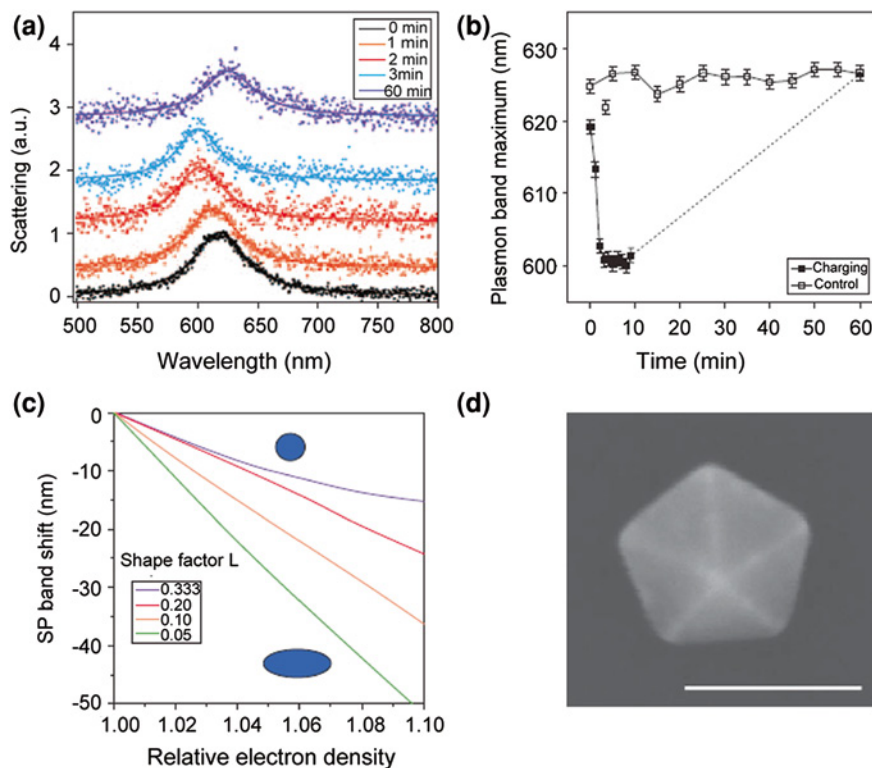 (a)
4
3
2
1
0
Scattering (a.u.)
0 min
1 min
2 min
3min
60 min
500 550 600 650 700 750 800
Wavelength (nm)
(b)
630
620
610
600
Plasmon band maximum (nm)
Charging
Control
0 10 20 30 40 50 60
Time (min)
(c)
0
-10
-20
-30
-40
-50
SP band shift (nm)
Shape factor L
0.333
0.20
0.10
0.05
1.00 1.02 1.04 1.06 1.08 1.10
Relative electron density
(d)